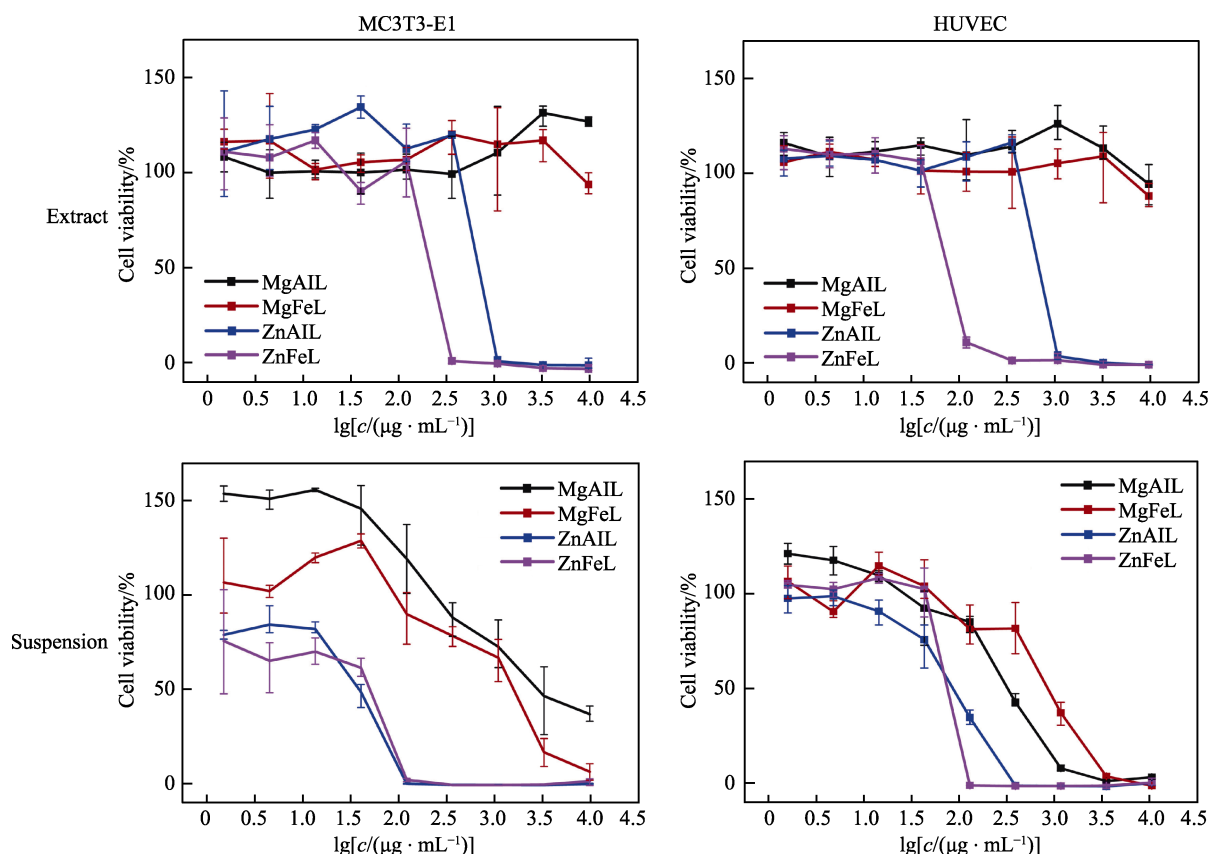 MC3T3-E1
HUVEC
Extract
Cell viability/%
150
100
50
0
MgAlL
MgFeL
ZnAlL
ZnFeL
0 0.5 1.0 1.5 2.0 2.5 3.0 3.5 4.0 4.5
lg[c/(μg · mL⁻¹)]
Cell viability/%
150
100
50
0
MgAlL
MgFeL
ZnAlL
ZnFeL
0 0.5 1.0 1.5 2.0 2.5 3.0 3.5 4.0 4.5
lg[c/(μg · mL⁻¹)]
Suspension
Cell viability/%
150
100
50
0
MgAlL
MgFeL
ZnAlL
ZnFeL
0 0.5 1.0 1.5 2.0 2.5 3.0 3.5 4.0 4.5
lg[c/(μg · mL⁻¹)]
Cell viability/%
150
100
50
0
MgAlL
MgFeL
ZnAlL
ZnFeL
0 0.5 1.0 1.5 2.0 2.5 3.0 3.5 4.0 4.5
lg[c/(μg · mL⁻¹)]